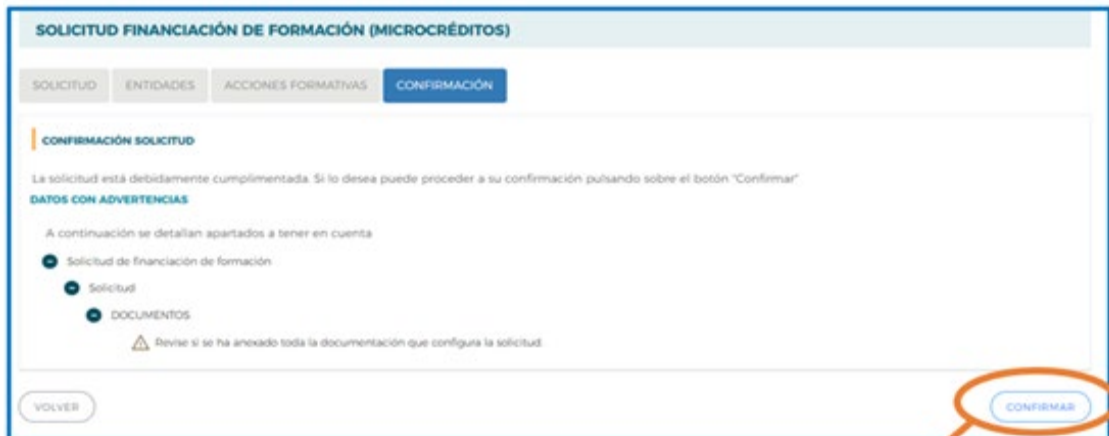 SOLICITUD FINANCIACIÓN DE FORMACIÓN (MICROCRÉDITOS)
SOLICITUD ENTIDADES ACCIONES FORMATIVAS CONFIRMACIÓN
CONFIRMACIÓN SOLICITUD
La solicitud está debidamente cumplimentada. Si lo desea puede proceder a su confirmación pulsando sobre el botón "Confirmar"
DATOS CON ADVERTENCIAS
A continuación se detallan apartados a tener en cuenta
Solicitud de financiación de formación
Solicitud
DOCUMENTOS
Revise si se ha anexado toda la documentación que configura la solicitud.
VOLVER CONFIRMAR